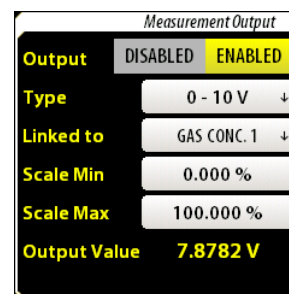 Measurement Output
Output DISABLED ENABLED
Type 0 - 10 V ↓
Linked to GAS CONC. 1 ↓
Scale Min 0.000 %
Scale Max 100.000 %
Output Value 7.8782 V